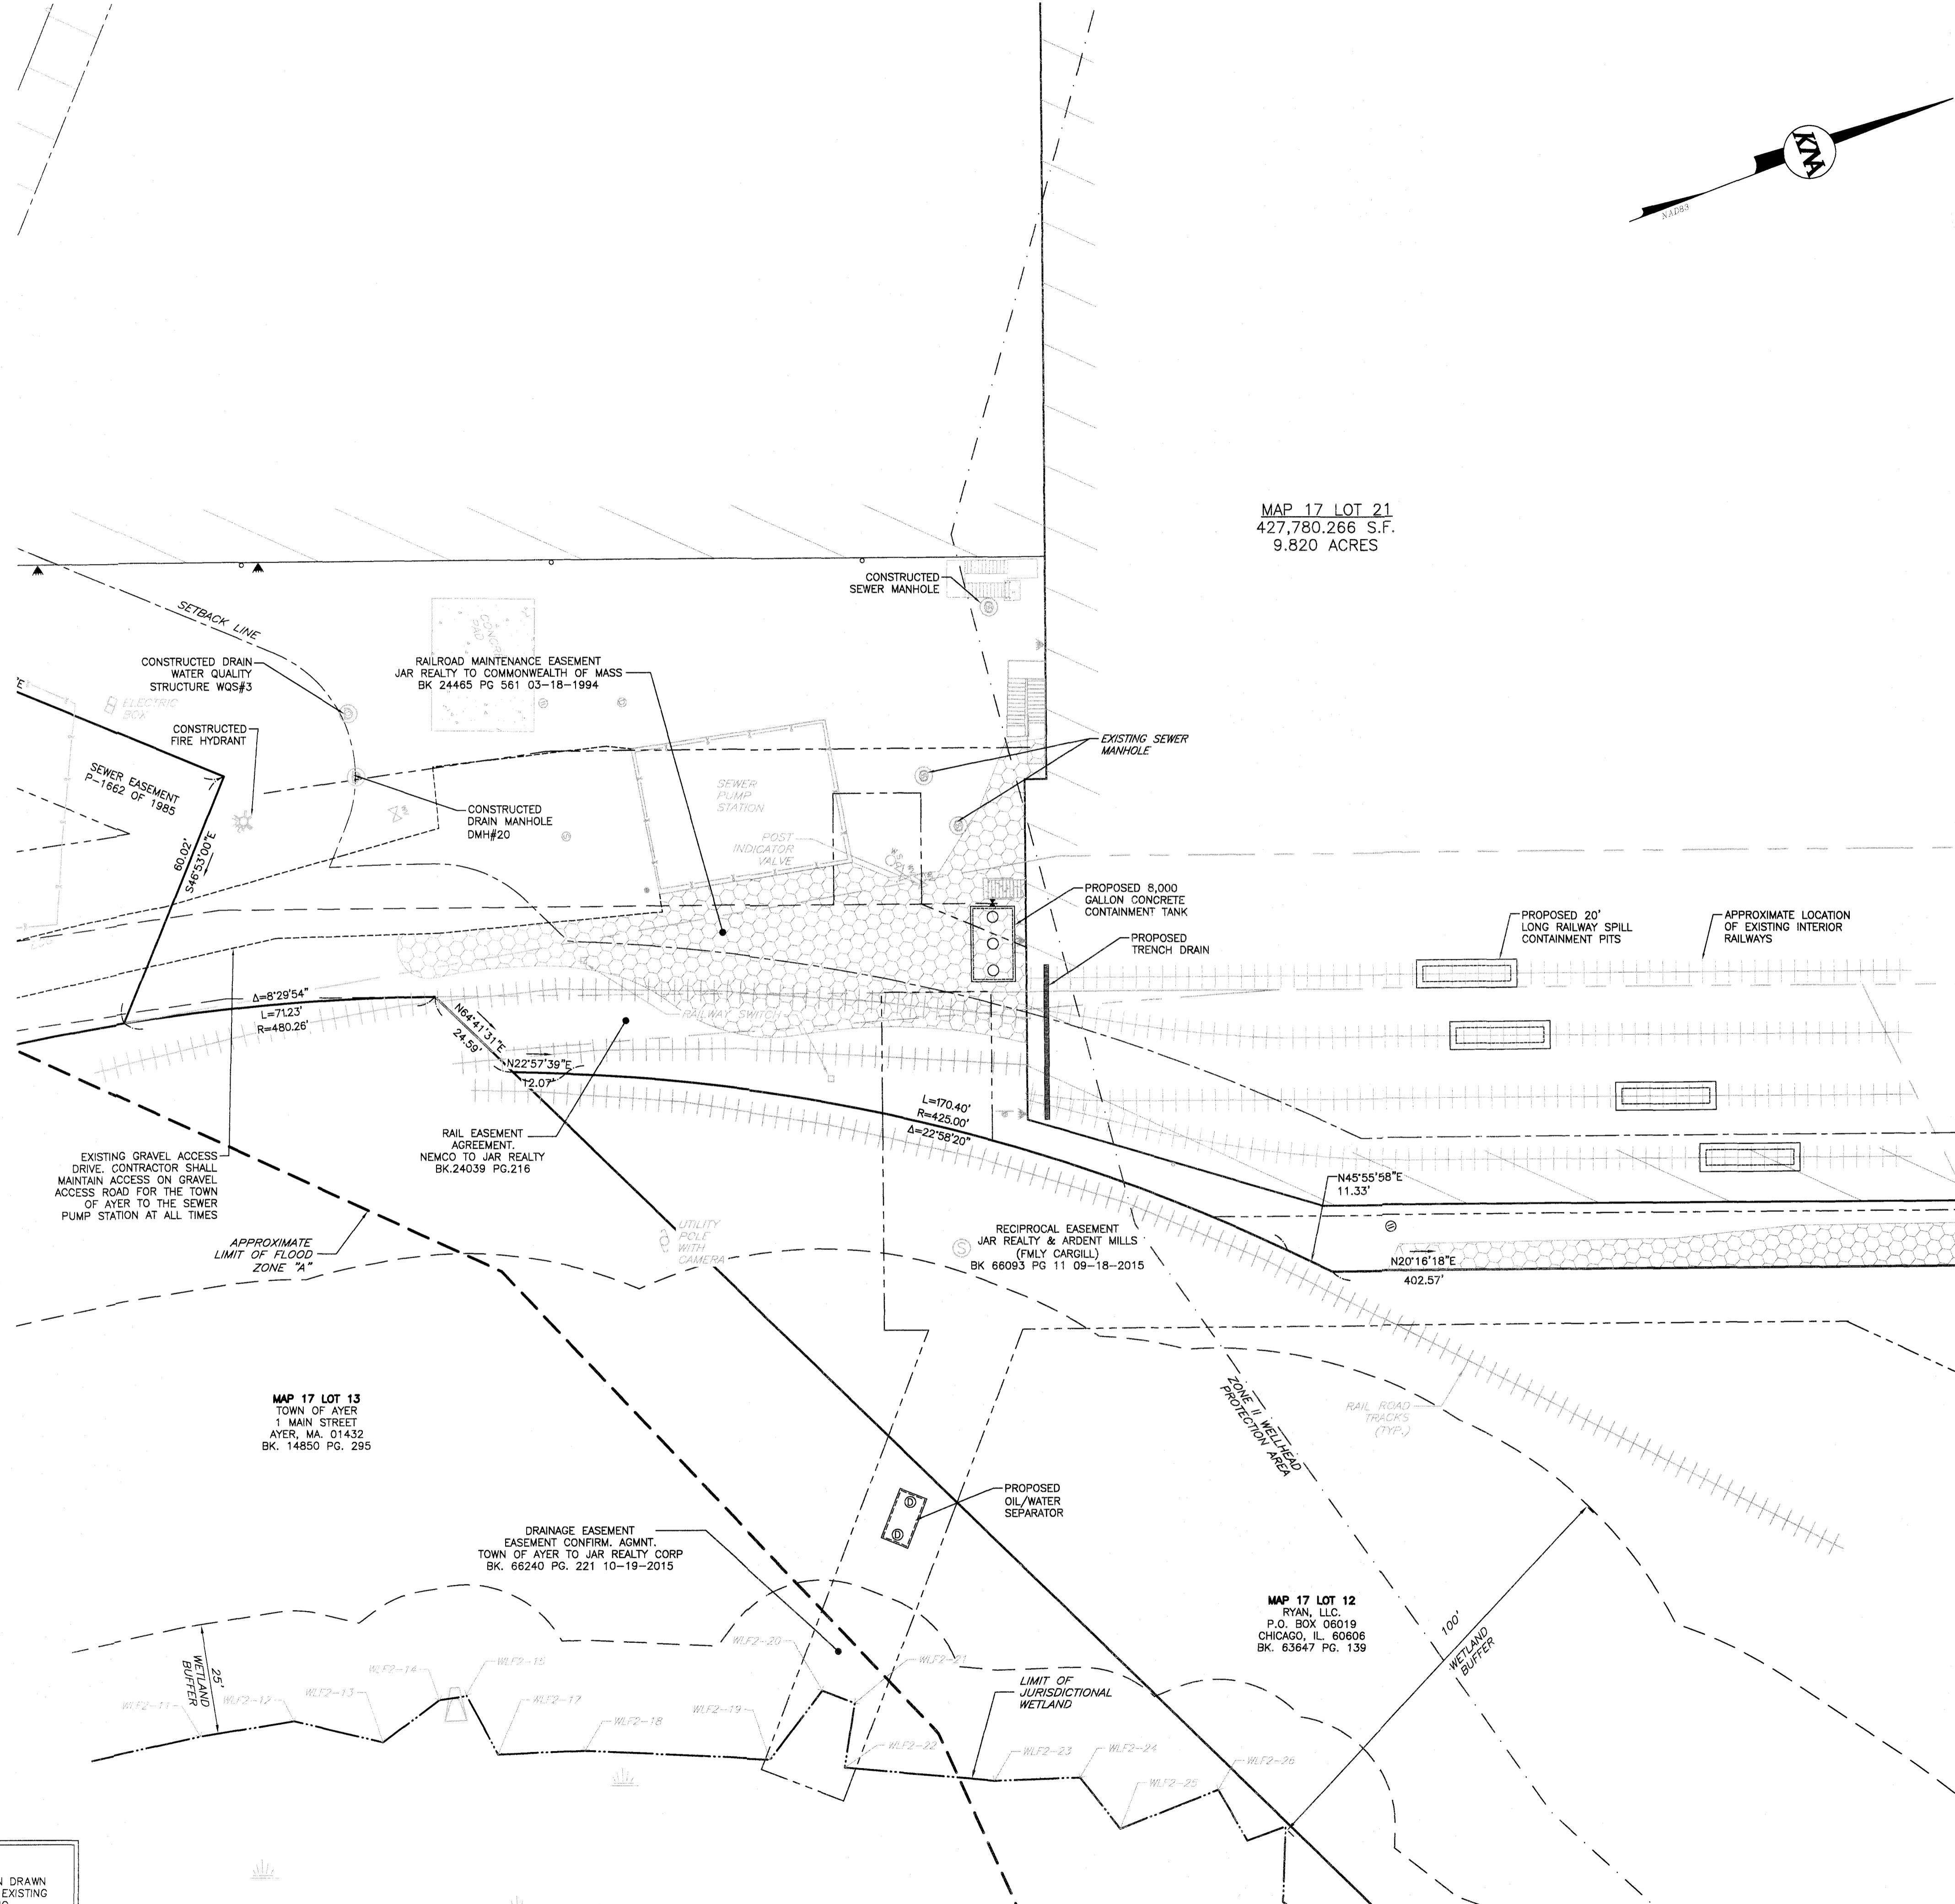 KM
NAD83
MAP 17 LOT 21
427,780.266 S.F.
9.820 ACRES
CONSTRUCTED
SEWER MANHOLE
SETBACK LINE
CONCRETE
PAD
CONSTRUCTED DRAIN
WATER QUALITY
STRUCTURE WQS#3
RAILROAD MAINTENANCE EASEMENT
JAR REALTY TO COMMONWEALTH OF MASS
BK 24465 PG 561 03-18-1994
ELECTRIC
BOX
CONSTRUCTED
FIRE HYDRANT
EXISTING SEWER
MANHOLE
SEWER EASEMENT
P-1662 OF 1985
SEWER
PUMP
STATION
CONSTRUCTED
DRAIN MANHOLE
DMH#20
POST
INDICATOR
VALVE
60.02'
S46°53'00"E
PROPOSED 8,000
GALLON CONCRETE
CONTAINMENT TANK
PROPOSED
TRENCH DRAIN
PROPOSED 20'
LONG RAILWAY SPILL
CONTAINMENT PITS
APPROXIMATE LOCATION
OF EXISTING INTERIOR
RAILWAYS
Δ=8°29'54"
L=71.23'
R=480.26'
N64°41'31"E
24.59'
RAILWAY SWITCH
N22°57'39"E
12.07'
L=170.40'
R=425.00'
Δ=22°58'20"
RAIL EASEMENT
AGREEMENT.
NEMCO TO JAR REALTY
BK.24039 PG.216
EXISTING GRAVEL ACCESS
DRIVE. CONTRACTOR SHALL
MAINTAIN ACCESS ON GRAVEL
ACCESS ROAD FOR THE TOWN
OF AYER TO THE SEWER
PUMP STATION AT ALL TIMES
N45°55'58"E
11.33'
UTILITY
POLE
WITH
CAMERA
S
RECIPROCAL EASEMENT
JAR REALTY & ARDENT MILLS
(FMLY CARGILL)
BK 66093 PG 11 09-18-2015
APPROXIMATE
LIMIT OF FLOOD
ZONE "A"
N20°16'18"E
402.57'
MAP 17 LOT 13
TOWN OF AYER
1 MAIN STREET
AYER, MA. 01432
BK. 14850 PG. 295
ZONE II WELLHEAD
PROTECTION AREA
RAIL ROAD
TRACKS
(TYP.)
PROPOSED
OIL/WATER
SEPARATOR
D
D
DRAINAGE EASEMENT
EASEMENT CONFIRM. AGMNT.
TOWN OF AYER TO JAR REALTY CORP
BK. 66240 PG. 221 10-19-2015
MAP 17 LOT 12
RYAN, LLC.
P.O. BOX 06019
CHICAGO, IL. 60606
BK. 63647 PG. 139
100'
WETLAND
BUFFER
25'
WETLAND
BUFFER
WLF2-11
WLF2-12
WLF2-13
WLF2-14
WLF2-15
WLF2-17
WLF2-18
WLF2-19
WLF2-20
WLF2-21
WLF2-22
WLF2-23
WLF2-24
WLF2-25
WLF2-26
LIMIT OF
JURISDICTIONAL
WETLAND
DRAWN
EXISTING